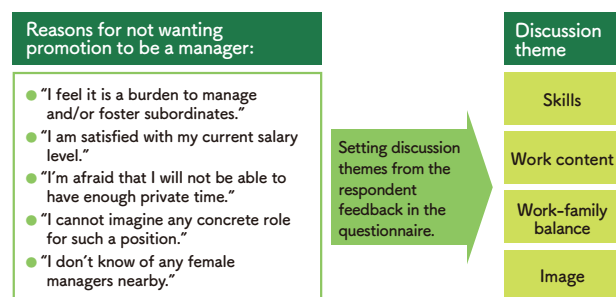 Reasons for not wanting
promotion to be a manager:
● “I feel it is a burden to manage
and/or foster subordinates.”
● “I am satisfied with my current salary
level.”
● “I’m afraid that I will not be able to
have enough private time.”
● “I cannot imagine any concrete role
for such a position.”
● “I don’t know of any female
managers nearby.”
Setting discussion
themes from the
respondent
feedback in the
questionnaire.
Discussion
theme
Skills
Work content
Work–family
balance
Image